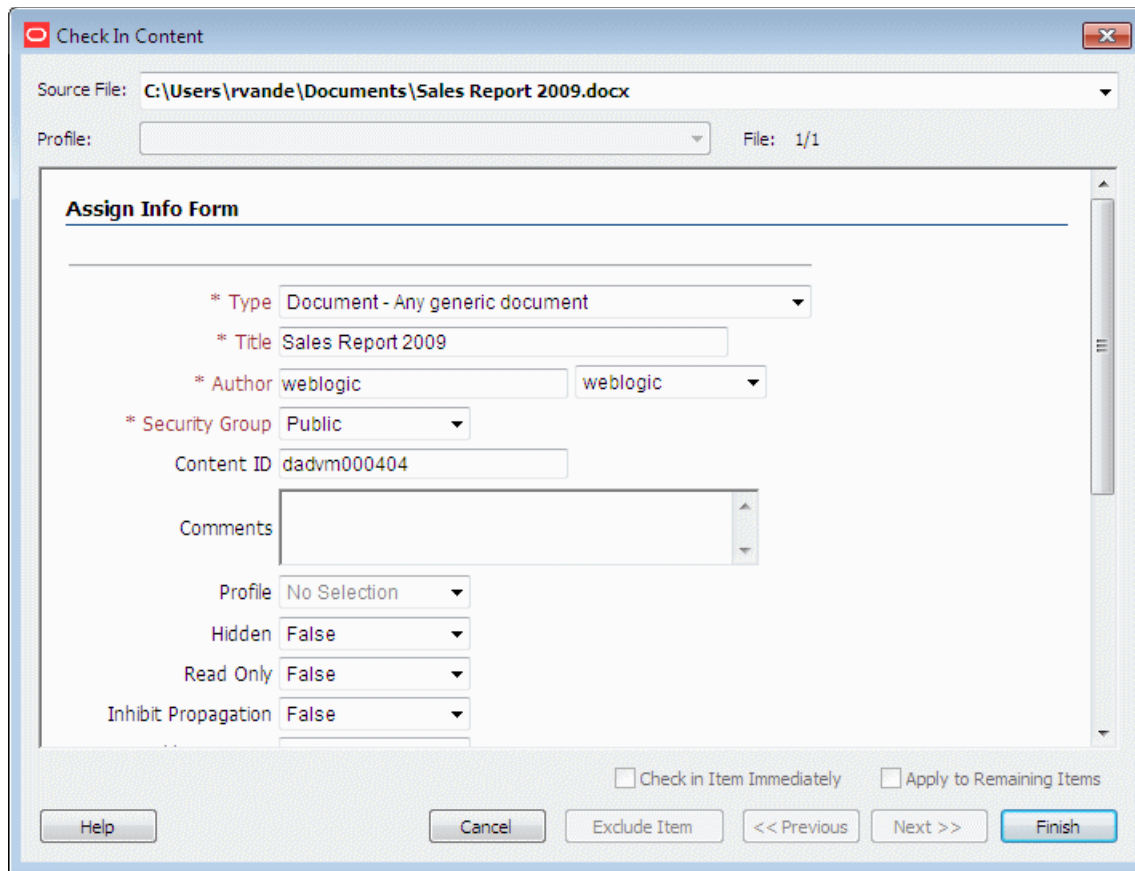 Check In Content
Source File: C:\Users\rvande\Documents\Sales Report 2009.docx
Profile: File: 1/1
Assign Info Form
* Type Document - Any generic document
* Title Sales Report 2009
* Author weblogic weblogic
* Security Group Public
Content ID dadvm000404
Comments
Profile No Selection
Hidden False
Read Only False
Inhibit Propagation False
Check in Item Immediately Apply to Remaining Items
Help Cancel Exclude Item << Previous Next >> Finish